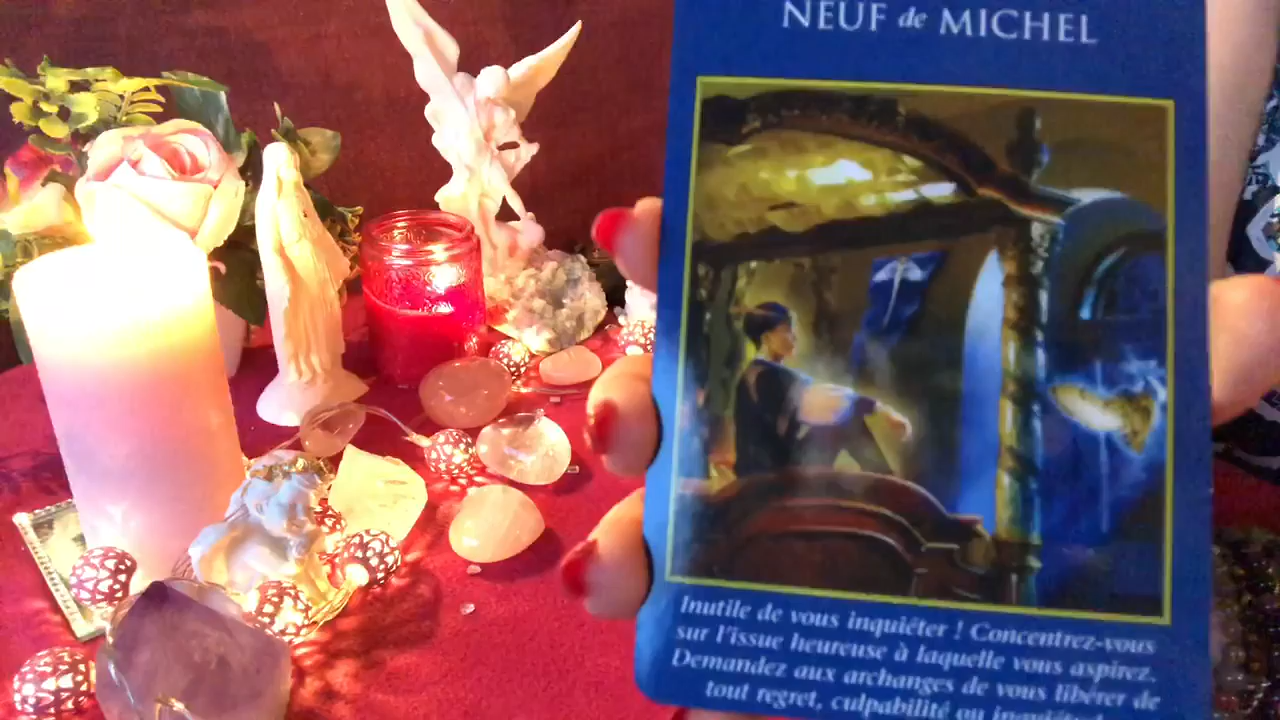 NEUF de MICHEL
Inutile de vous inquiéter ! Concentrez-vous
sur l'issue heureuse à laquelle vous aspirez.
Demandez aux archanges de vous libérer de
tout regret, culpabilité ou